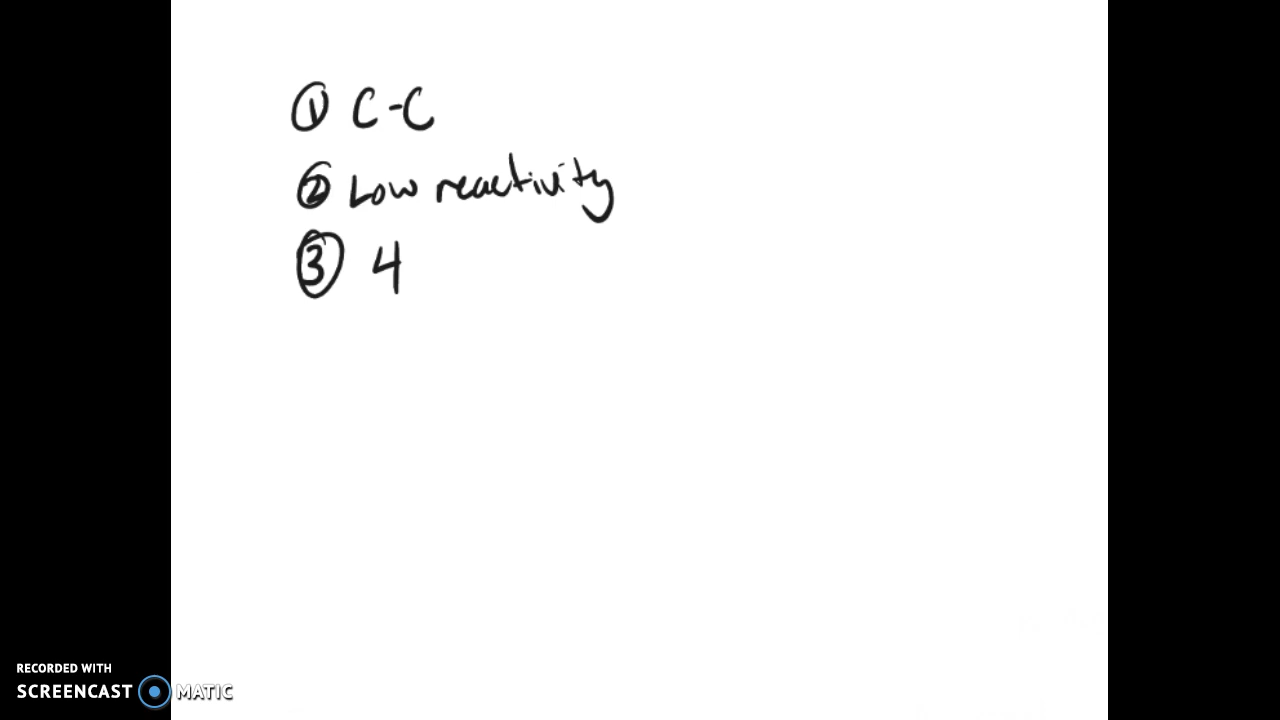 ① C-C
② Low reactivity
③ 4
RECORDED WITH
SCREENCAST MATIC